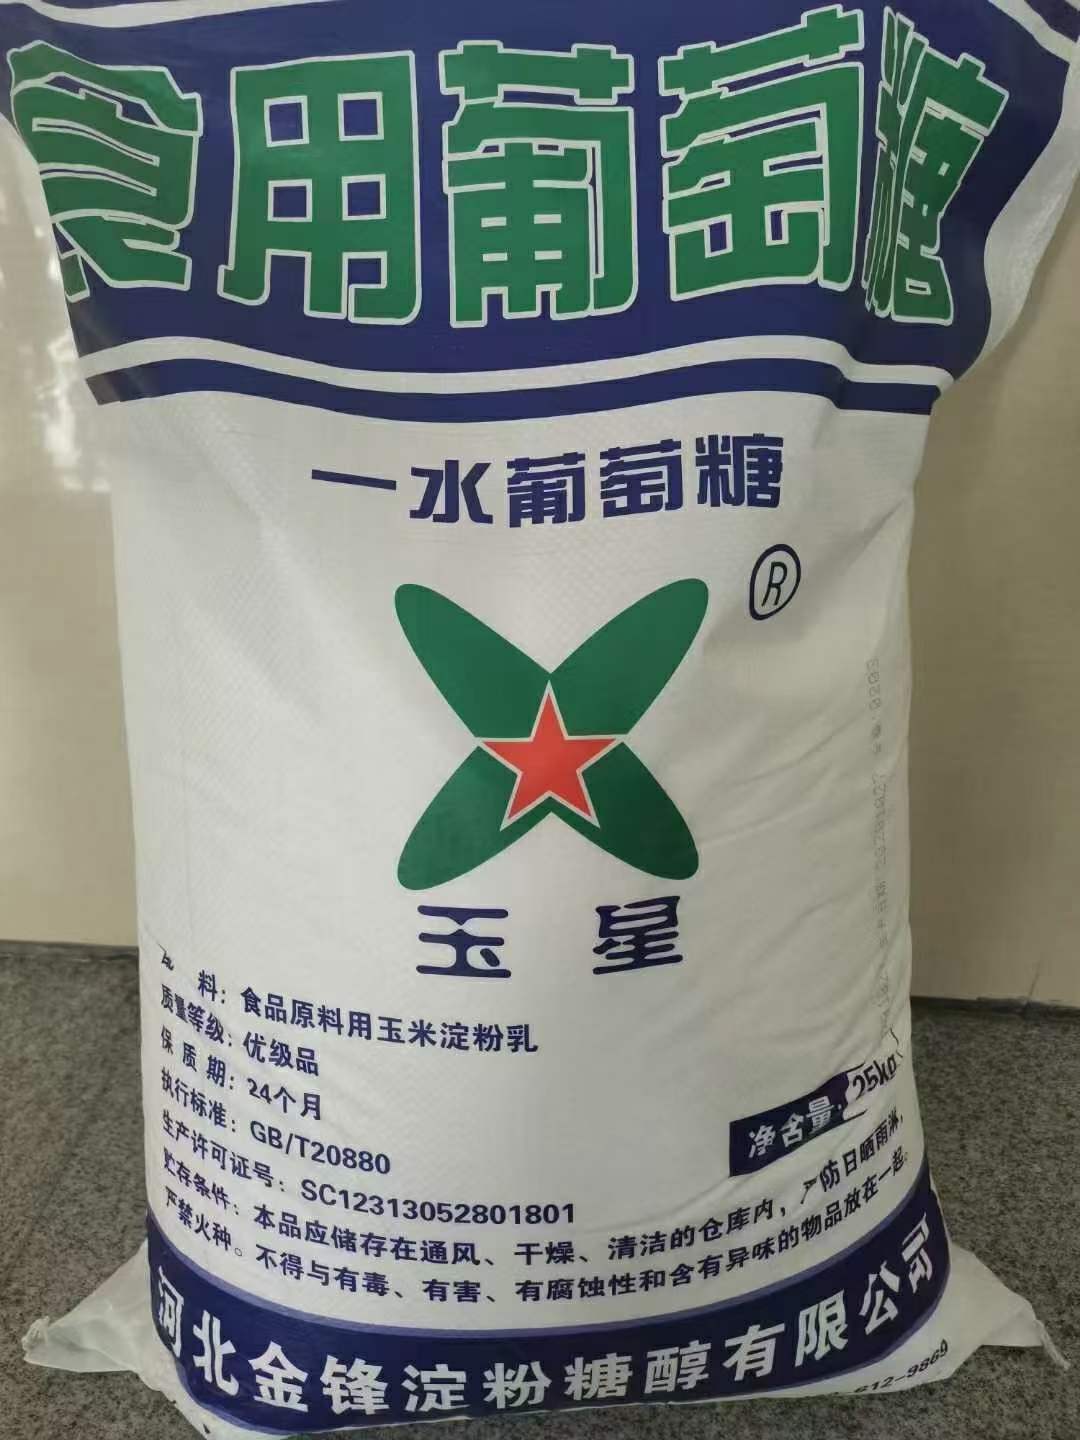 食用葡萄糖
一水葡萄糖
®
玉星
料：食品原料用玉米淀粉乳
质量等级：优级品
保质期：24个月
执行标准：GB/T20880
生产许可证号：SC12313052801801
净含量：25kg
贮存条件：本品应储存在通风、干燥、清洁的仓库内，严防日晒雨淋，
严禁火种。不得与有毒、有害、有腐蚀性和含有异味的物品放在一起。
河北金锋淀粉糖醇有限公司
612-9869